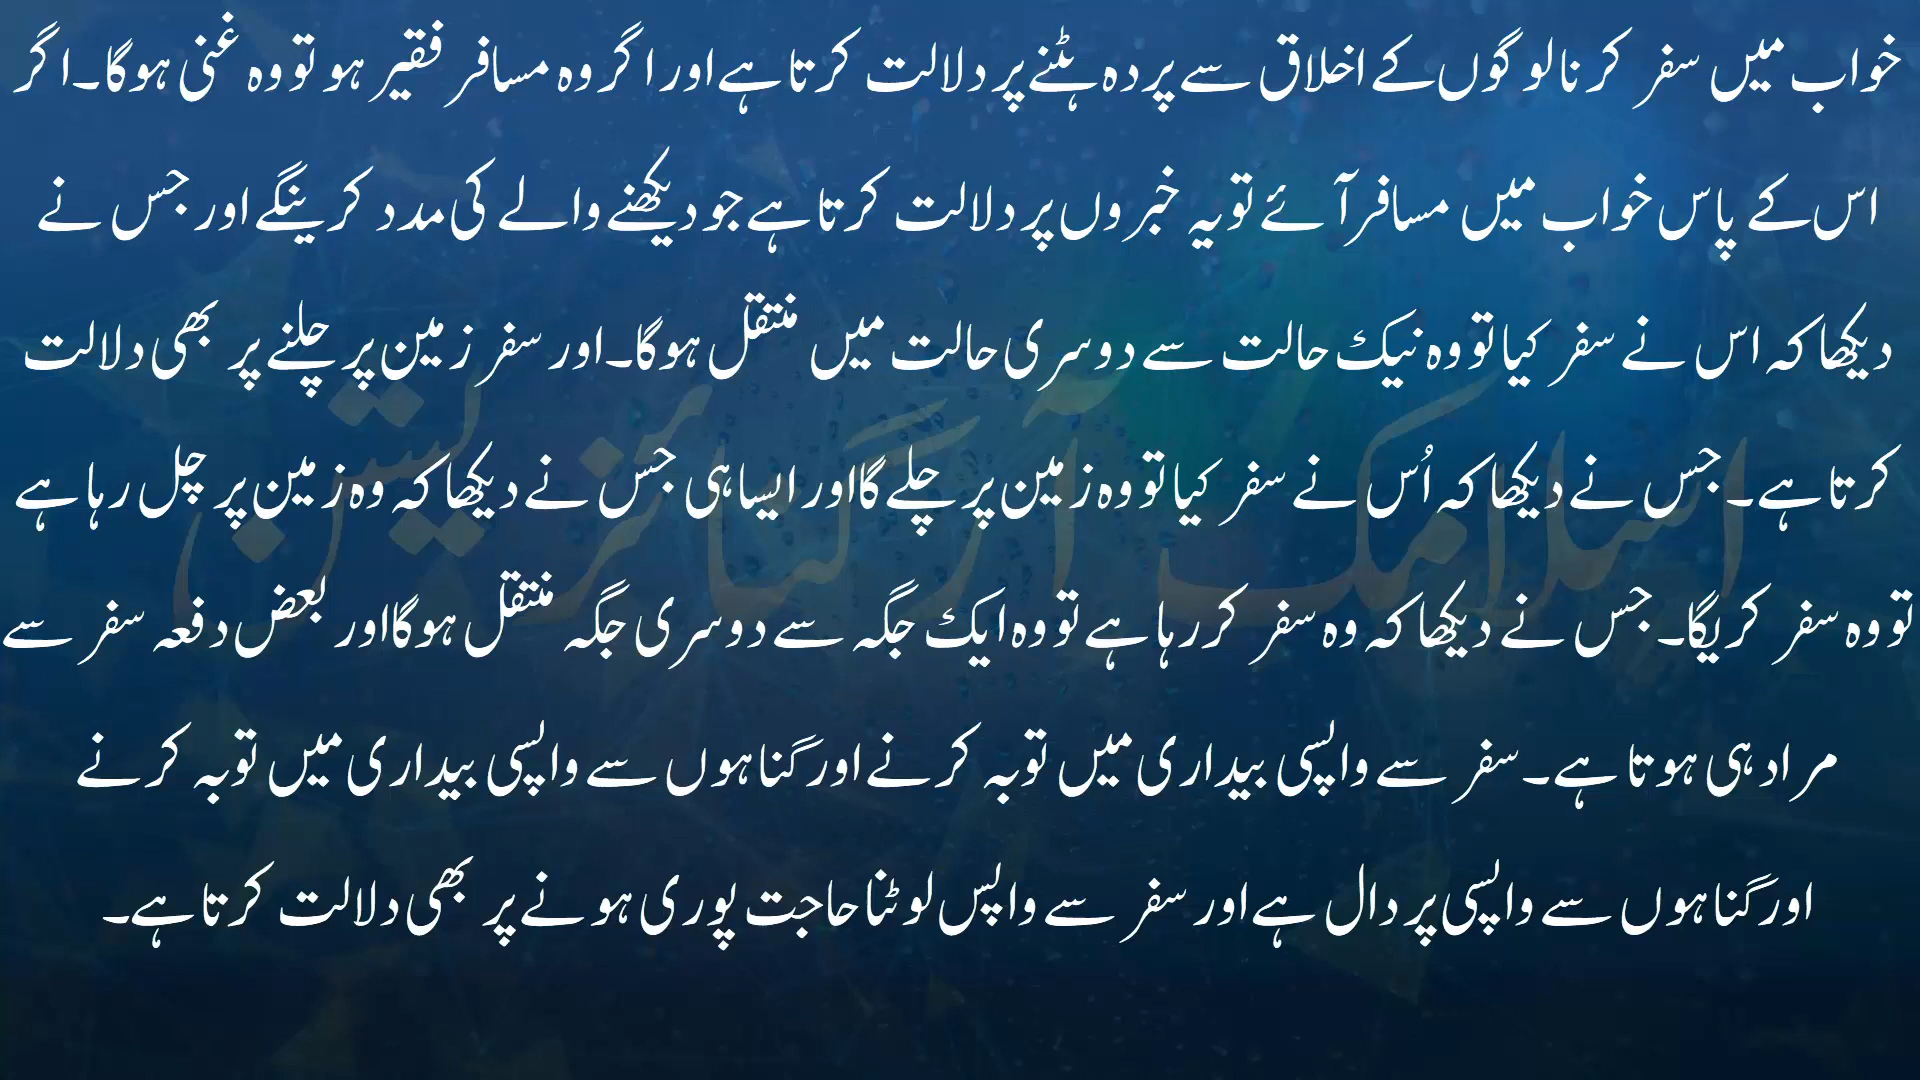 خواب میں سفر کرنا لوگوں کے اخلاق سے پردہ ہٹنے پر دلالت کرتا ہے اور اگر وہ مسافر فقیر ہو تو وہ غنی ہوگا۔ اگر
اس کے پاس خواب میں مسافر آئے تو یہ خبروں پر دلالت کرتا ہے جو دیکھنے والے کی مدد کرینگے اور جس نے
دیکھا کہ اس نے سفر کیا تو وہ نیک حالت سے دوسری حالت میں منتقل ہوگا۔ اور سفر زمین پر چلنے پر بھی دلالت
کرتا ہے۔ جس نے دیکھا کہ اُس نے سفر کیا تو وہ زمین پر چلے گا اور ایسا ہی جس نے دیکھا کہ وہ زمین پر چل رہا ہے
تو وہ سفر کریگا۔ جس نے دیکھا کہ وہ سفر کر رہا ہے تو وہ ایک جگہ سے دوسری جگہ منتقل ہوگا اور بعض دفعہ سفر سے
مراد ہی ہوتا ہے۔ سفر سے واپسی بیداری میں توبہ کرنے اور گناہوں سے واپسی بیداری میں توبہ کرنے
اور گناہوں سے واپسی پر دال ہے اور سفر سے واپس لوٹنا حاجت پوری ہونے پر بھی دلالت کرتا ہے۔
اسلامک آرگنائزیشن